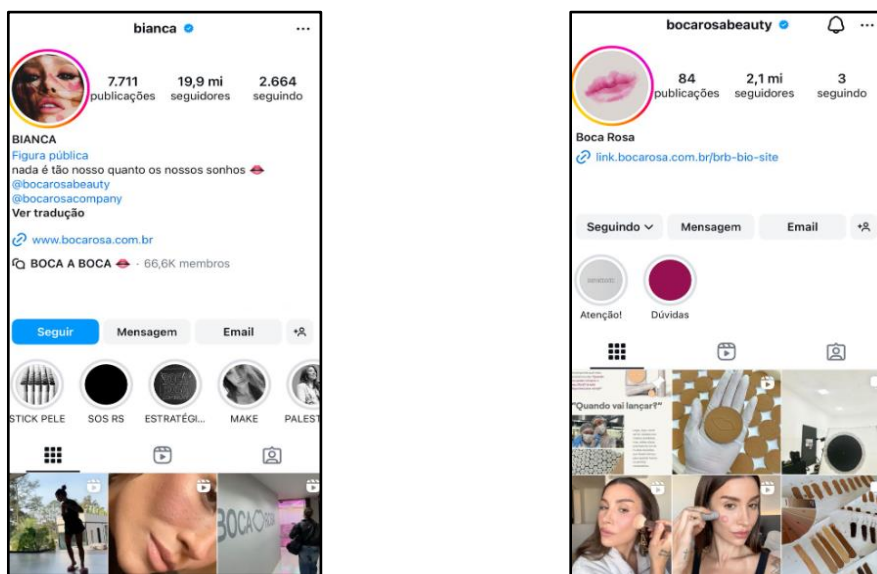 bianca
7.711 19,9 mi 2.664
publicações seguidores seguindo
BIANCA
Figura pública
nada é tão nosso quanto os nossos sonhos 🫦
@bocarosabeauty
@bocarosacompany
Ver tradução
www.bocarosa.com.br
BOCA A BOCA 🫦 · 66,6K membros
Seguir Mensagem Email
STICK PELE SOS RS ESTRATÉGI... MAKE PALEST
BOCA
bocarosabeauty
84 2,1 mi 3
publicações seguidores seguindo
Boca Rosa
link.bocarosa.com.br/brb-bio-site
Seguindo Mensagem Email
Atenção! Dúvidas
"Quando vai lançar?"